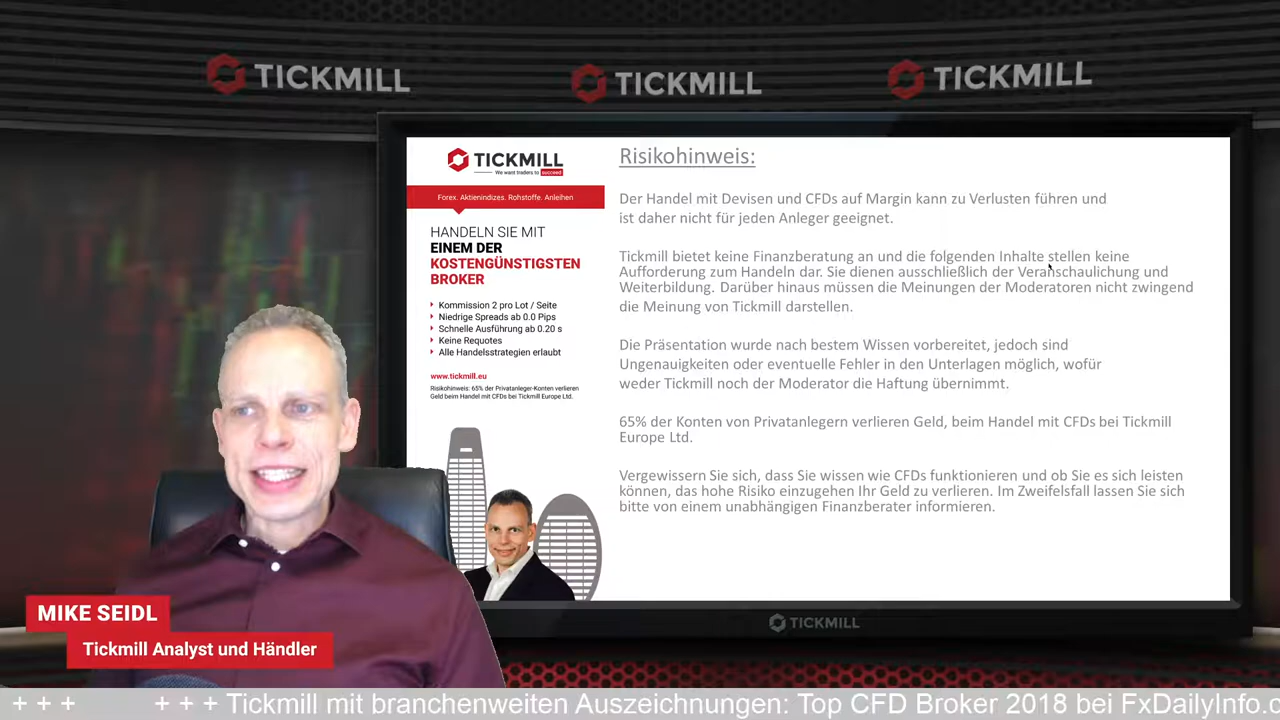 TICKMILL
TICKMILL
TICKMILL
TICKMILL
We want traders to succeed
Forex. Aktienindizes. Rohstoffe. Anleihen
HANDELN SIE MIT
EINEM DER
KOSTENGÜNSTIGSTEN
BROKER
Kommission 2 pro Lot / Seite
Niedrige Spreads ab 0.0 Pips
Schnelle Ausführung ab 0.20 s
Keine Requotes
Alle Handelsstrategien erlaubt
www.tickmill.eu
Risikohinweis: 65% der Privatanleger-Konten verlieren
Geld beim Handel mit CFDs bei Tickmill Europe Ltd.
Risikohinweis:
Der Handel mit Devisen und CFDs auf Margin kann zu Verlusten führen und
ist daher nicht für jeden Anleger geeignet.
Tickmill bietet keine Finanzberatung an und die folgenden Inhalte stellen keine
Aufforderung zum Handeln dar. Sie dienen ausschließlich der Veranschaulichung und
Weiterbildung. Darüber hinaus müssen die Meinungen der Moderatoren nicht zwingend
die Meinung von Tickmill darstellen.
Die Präsentation wurde nach bestem Wissen vorbereitet, jedoch sind
Ungenauigkeiten oder eventuelle Fehler in den Unterlagen möglich, wofür
weder Tickmill noch der Moderator die Haftung übernimmt.
65% der Konten von Privatanlegern verlieren Geld, beim Handel mit CFDs bei Tickmill
Europe Ltd.
Vergewissern Sie sich, dass Sie wissen wie CFDs funktionieren und ob Sie es sich leisten
können, das hohe Risiko einzugehen Ihr Geld zu verlieren. Im Zweifelsfall lassen Sie sich
bitte von einem unabhängigen Finanzberater informieren.
TICKMILL
MIKE SEIDL
Tickmill Analyst und Händler
+ + + + + + Tickmill mit branchenweiten Auszeichnungen: Top CFD Broker 2018 bei FxDailyInfo.c